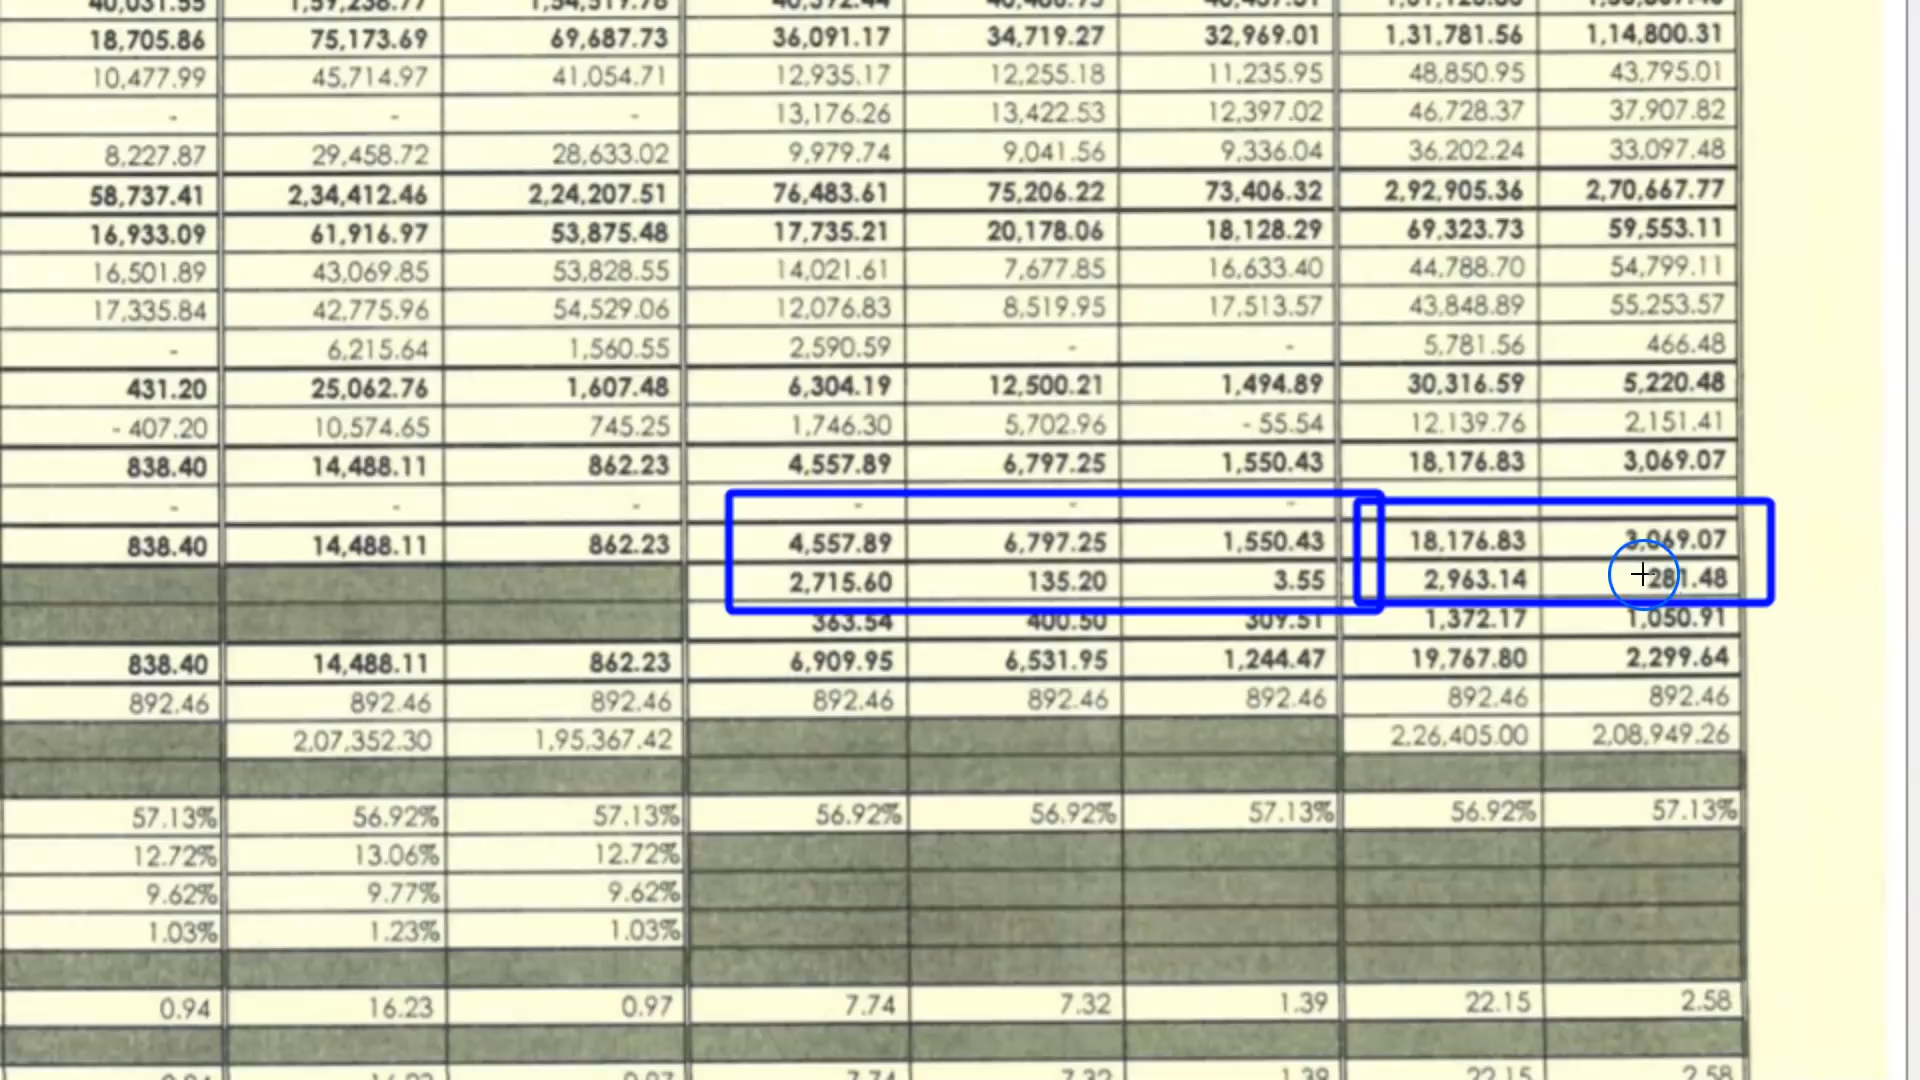 40,031.55 1,59,238.77 1,54,519.78
18,705.86 75,173.69 69,687.73 36,091.17 34,719.27 32,969.01 1,31,781.56 1,14,800.31
10,477.99 45,714.97 41,054.71 12,935.17 12,255.18 11,235.95 48,850.95 43,795.01
- - - 13,176.26 13,422.53 12,397.02 46,728.37 37,907.82
8,227.87 29,458.72 28,633.02 9,979.74 9,041.56 9,336.04 36,202.24 33,097.48
58,737.41 2,34,412.46 2,24,207.51 76,483.61 75,206.22 73,406.32 2,92,905.36 2,70,667.77
16,933.09 61,916.97 53,875.48 17,735.21 20,178.06 18,128.29 69,323.73 59,553.11
16,501.89 43,069.85 53,828.55 14,021.61 7,677.85 16,633.40 44,788.70 54,799.11
17,335.84 42,775.96 54,529.06 12,076.83 8,519.95 17,513.57 43,848.89 55,253.57
- 6,215.64 1,560.55 2,590.59 - - 5,781.56 466.48
431.20 25,062.76 1,607.48 6,304.19 12,500.21 1,494.89 30,316.59 5,220.48
- 407.20 10,574.65 745.25 1,746.30 5,702.96 - 55.54 12,139.76 2,151.41
838.40 14,488.11 862.23 4,557.89 6,797.25 1,550.43 18,176.83 3,069.07
- - - - - -
838.40 14,488.11 862.23 4,557.89 6,797.25 1,550.43 18,176.83 3,069.07
2,715.60 135.20 3.55 2,963.14 281.48
363.54 400.50 309.51 1,372.17 1,050.91
838.40 14,488.11 862.23 6,909.95 6,531.95 1,244.47 19,767.80 2,299.64
892.46 892.46 892.46 892.46 892.46 892.46 892.46 892.46
2,07,352.30 1,95,367.42 2,26,405.00 2,08,949.26
57.13% 56.92% 57.13% 56.92% 56.92% 57.13% 56.92% 57.13%
12.72% 13.06% 12.72%
9.62% 9.77% 9.62%
1.03% 1.23% 1.03%
0.94 16.23 0.97 7.74 7.32 1.39 22.15 2.58